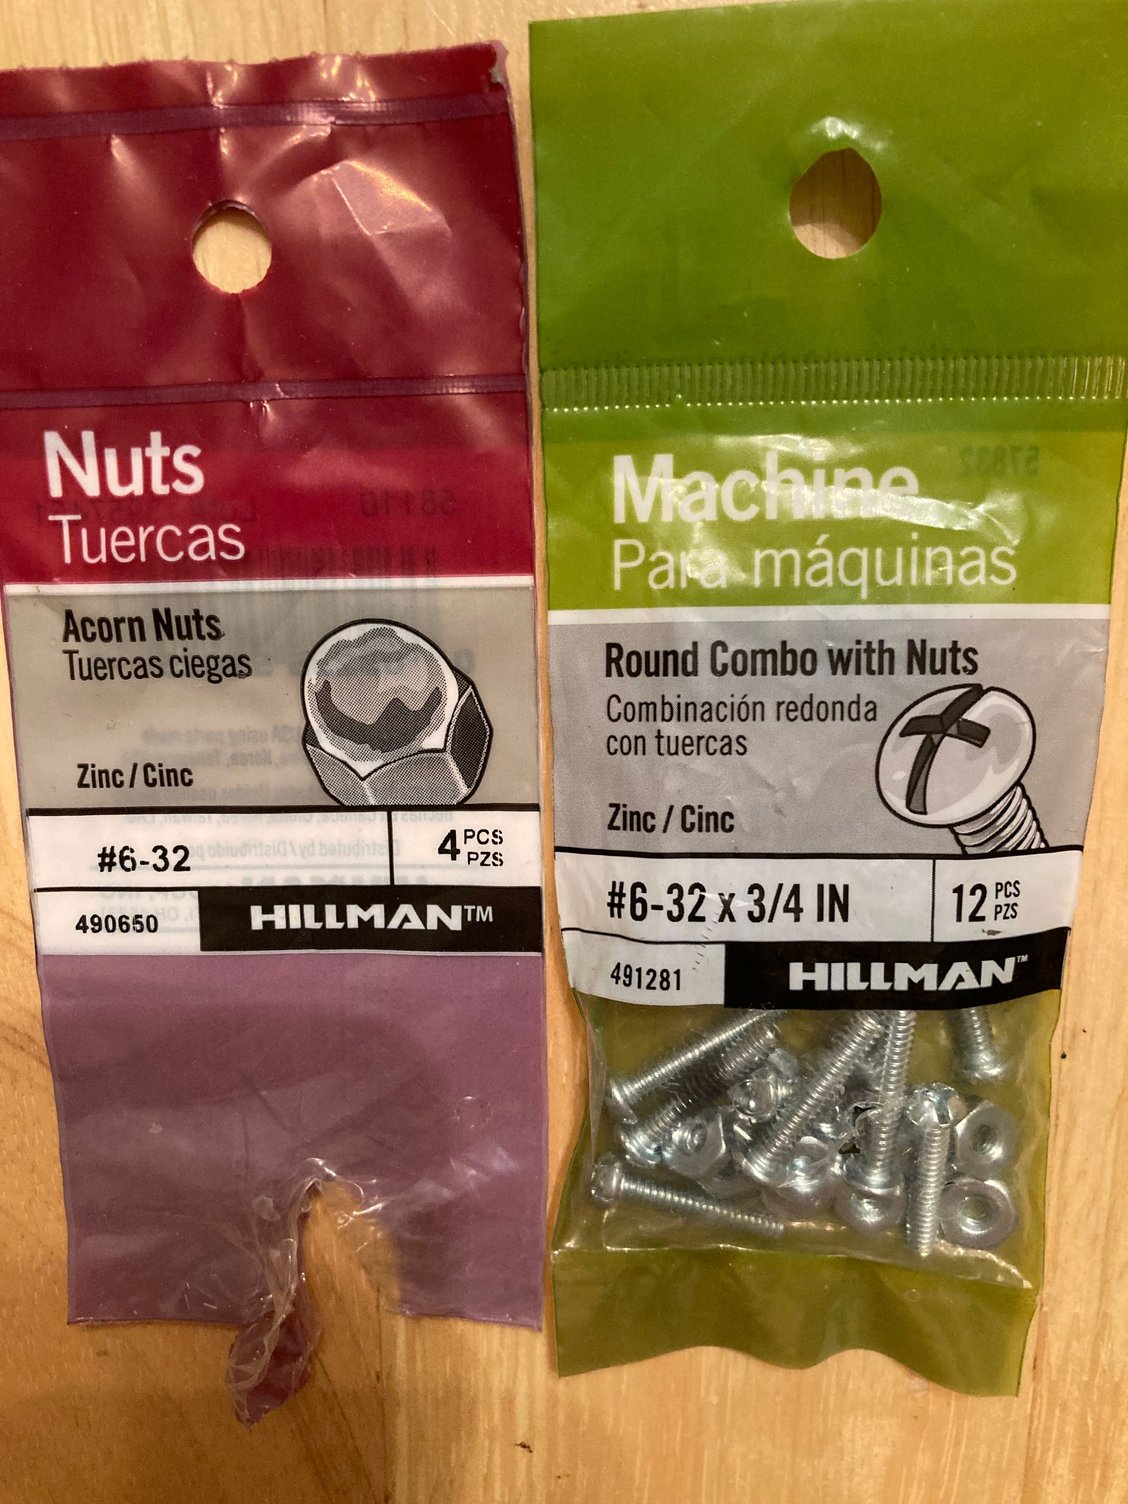 Nuts
Tuercas
Acorn Nuts
Tuercas ciegas
Zinc / Cinc
#6-32
4 PCS
PZS
490650
HILLMAN™
Machine
Para máquinas
Round Combo with Nuts
Combinación redonda
con tuercas
Zinc / Cinc
#6-32 x 3/4 IN
12 PCS
PZS
491281
HILLMAN™